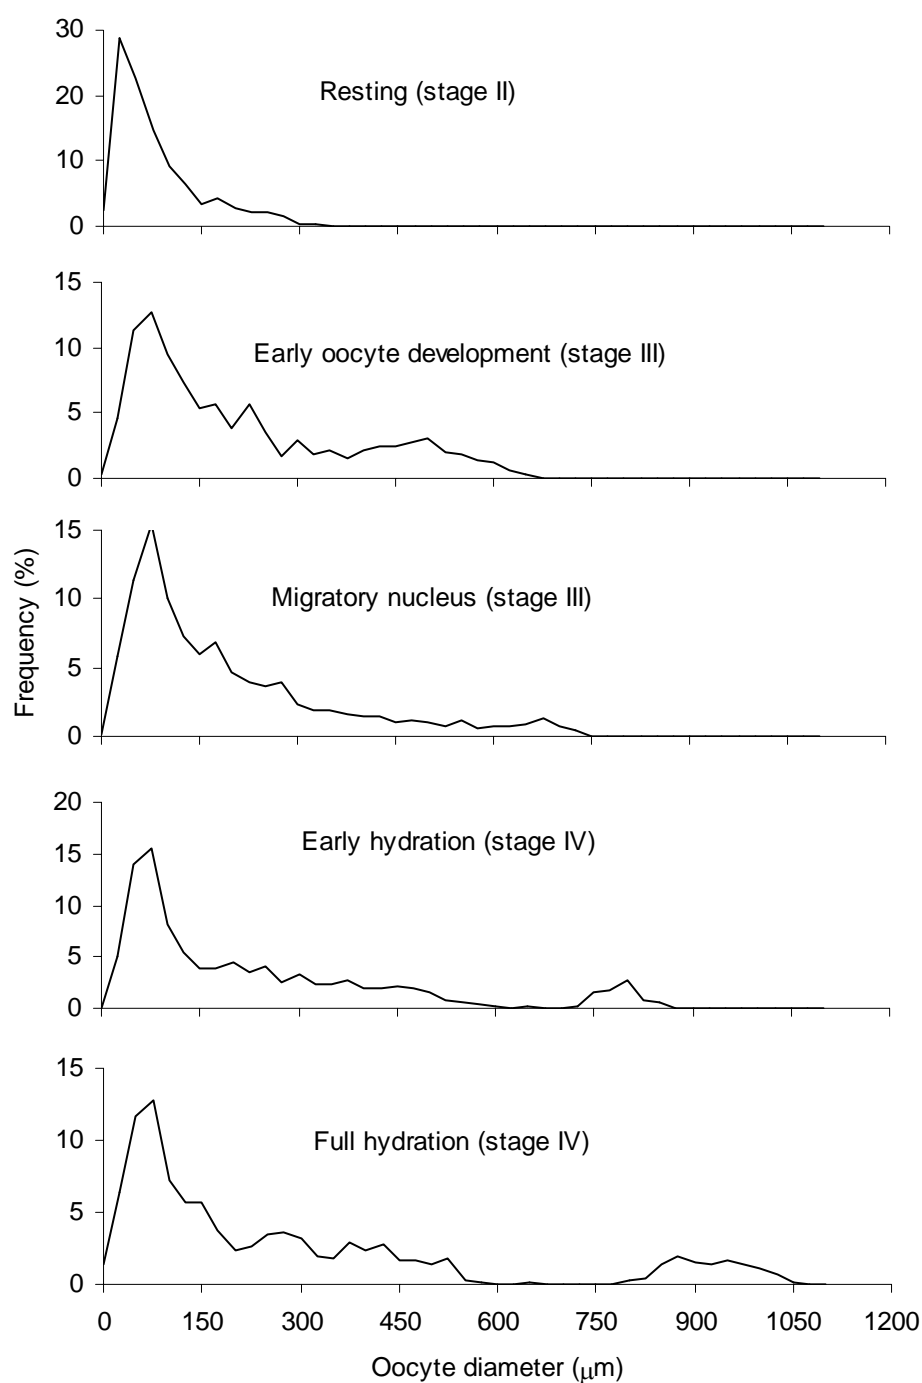 30
20
10
0
Resting (stage II)
15
10
5
0
Early oocyte development (stage III)
15
10
5
0
Migratory nucleus (stage III)
Frequency (%)
20
15
10
5
0
Early hydration (stage IV)
15
10
5
0
Full hydration (stage IV)
0 150 300 450 600 750 900 1050 1200
Oocyte diameter (μm)